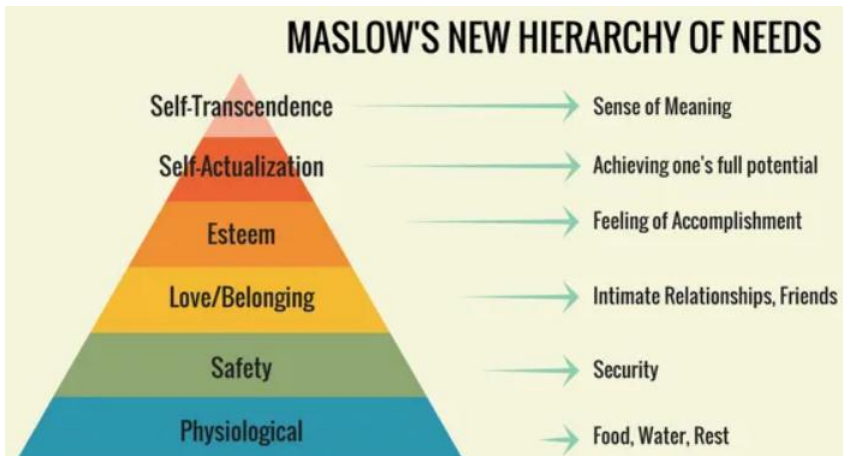 MASLOW'S NEW HIERARCHY OF NEEDS
Self-Transcendence
Sense of Meaning
Self-Actualization
Achieving one's full potential
Esteem
Feeling of Accomplishment
Love/Belonging
Intimate Relationships, Friends
Safety
Security
Physiological
Food, Water, Rest